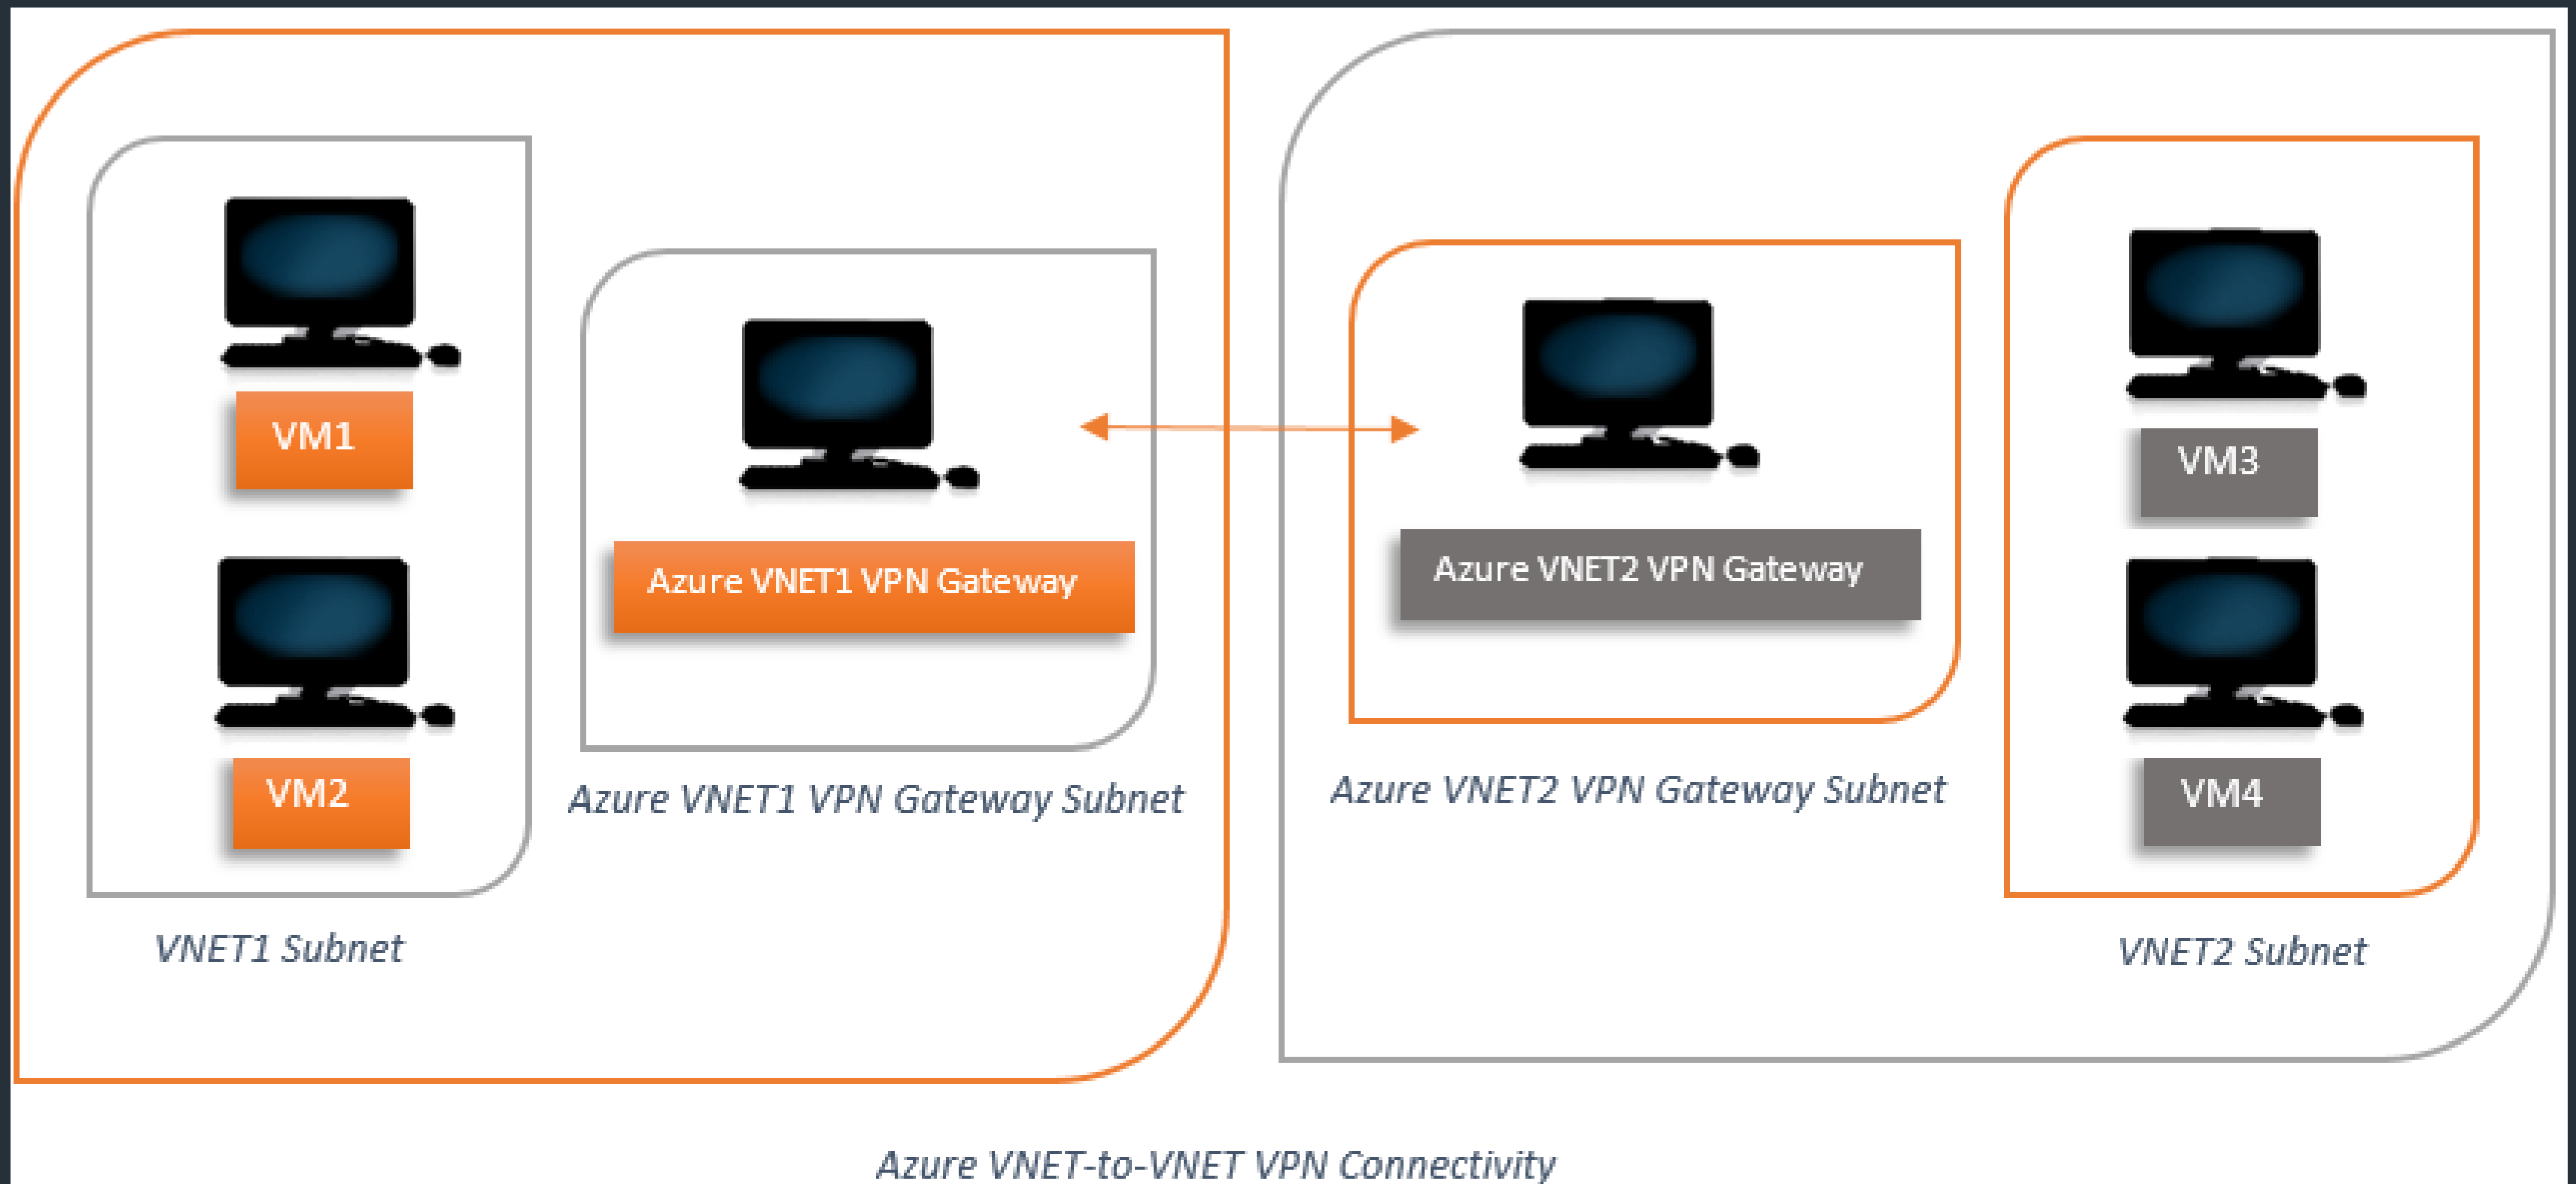 VM1
VM2
VNET1 Subnet
Azure VNET1 VPN Gateway
Azure VNET1 VPN Gateway Subnet
Azure VNET2 VPN Gateway
Azure VNET2 VPN Gateway Subnet
VM3
VM4
VNET2 Subnet
Azure VNET-to-VNET VPN Connectivity